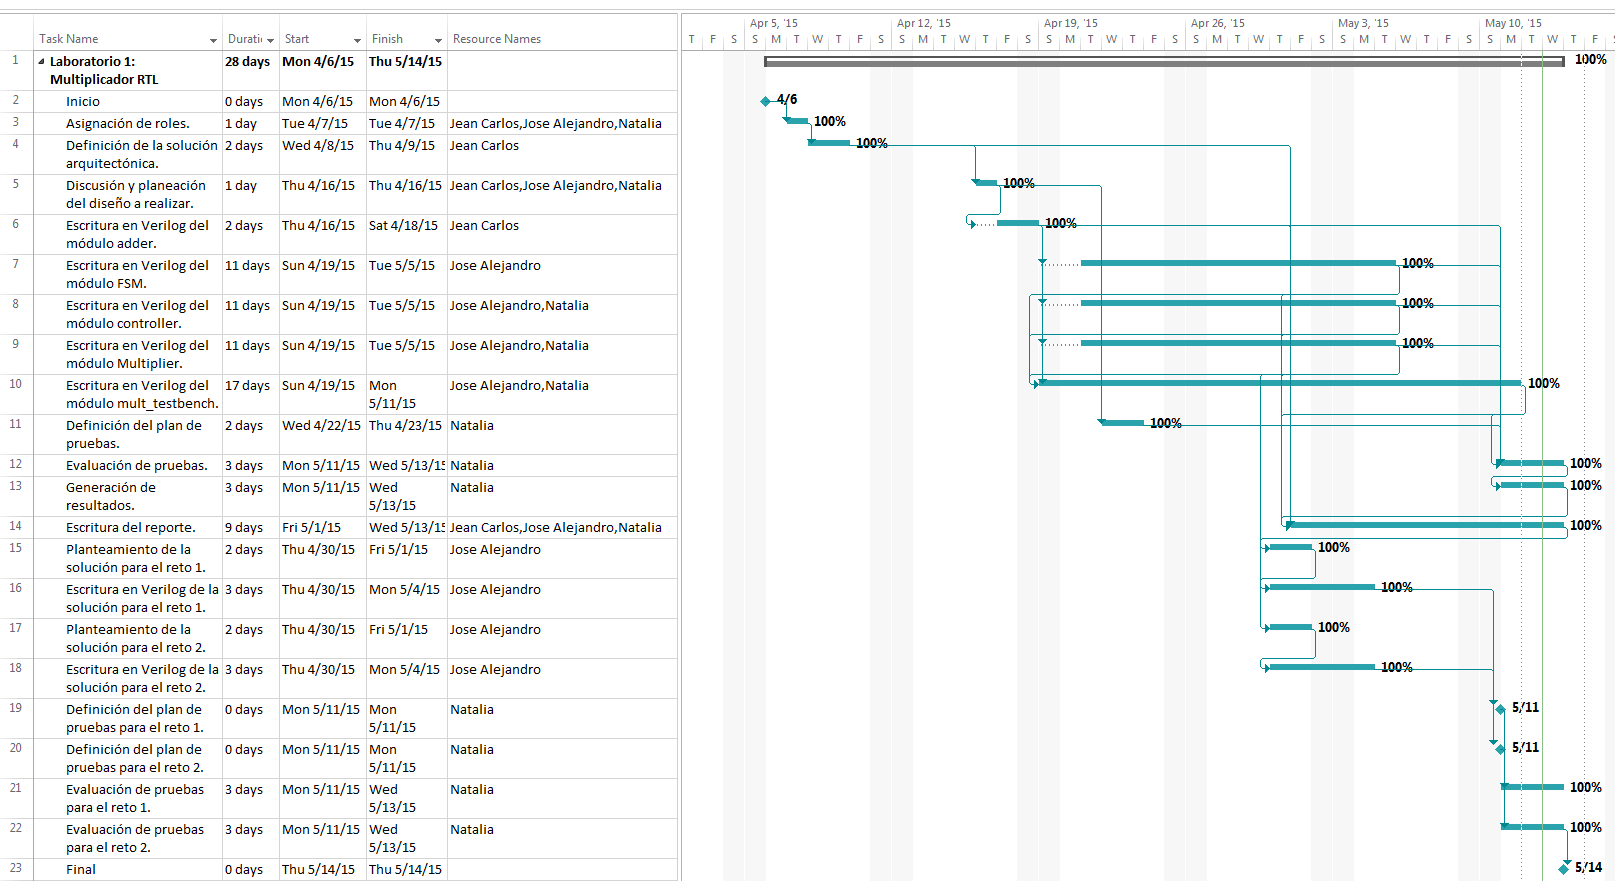 Apr 5, '15 Apr 12, '15 Apr 19, '15 Apr 26, '15 May 3, '15 May 10, '15
Task Name Duratic Start Finish Resource Names T F S S M T W T F S S M T W T F S S M T W T F S S M T W T F S S M T W T F S S M T W T F
1 Laboratorio 1: 28 days Mon 4/6/15 Thu 5/14/15 100%
Multiplicador RTL
2 Inicio 0 days Mon 4/6/15 Mon 4/6/15 4/6
3 Asignación de roles. 1 day Tue 4/7/15 Tue 4/7/15 Jean Carlos,Jose Alejandro,Natalia 100%
4 Definición de la solución 2 days Wed 4/8/15 Thu 4/9/15 Jean Carlos 100%
arquitectónica.
5 Discusión y planeación 1 day Thu 4/16/15 Thu 4/16/15 Jean Carlos,Jose Alejandro,Natalia 100%
del diseño a realizar.
6 Escritura en Verilog del 2 days Thu 4/16/15 Sat 4/18/15 Jean Carlos 100%
módulo adder.
7 Escritura en Verilog del 11 days Sun 4/19/15 Tue 5/5/15 Jose Alejandro 100%
módulo FSM.
8 Escritura en Verilog del 11 days Sun 4/19/15 Tue 5/5/15 Jose Alejandro,Natalia 100%
módulo controller.
9 Escritura en Verilog del 11 days Sun 4/19/15 Tue 5/5/15 Jose Alejandro,Natalia 100%
módulo Multiplier.
10 Escritura en Verilog del 17 days Sun 4/19/15 Mon Jose Alejandro,Natalia 100%
módulo mult_testbench. 5/11/15
11 Definición del plan de 2 days Wed 4/22/15 Thu 4/23/15 Natalia 100%
pruebas.
12 Evaluación de pruebas. 3 days Mon 5/11/15 Wed 5/13/15 Natalia 100%
13 Generación de 3 days Mon 5/11/15 Wed Natalia 100%
resultados. 5/13/15
14 Escritura del reporte. 9 days Fri 5/1/15 Wed 5/13/15 Jean Carlos,Jose Alejandro,Natalia 100%
15 Planteamiento de la 2 days Thu 4/30/15 Fri 5/1/15 Jose Alejandro 100%
solución para el reto 1.
16 Escritura en Verilog de la 3 days Thu 4/30/15 Mon 5/4/15 Jose Alejandro 100%
solución para el reto 1.
17 Planteamiento de la 2 days Thu 4/30/15 Fri 5/1/15 Jose Alejandro 100%
solución para el reto 2.
18 Escritura en Verilog de la 3 days Thu 4/30/15 Mon 5/4/15 Jose Alejandro 100%
solución para el reto 2.
19 Definición del plan de 0 days Mon 5/11/15 Mon Natalia 5/11
pruebas para el reto 1. 5/11/15
20 Definición del plan de 0 days Mon 5/11/15 Mon Natalia 5/11
pruebas para el reto 2. 5/11/15
21 Evaluación de pruebas 3 days Mon 5/11/15 Wed Natalia 100%
para el reto 1. 5/13/15
22 Evaluación de pruebas 3 days Mon 5/11/15 Wed Natalia 100%
para el reto 2. 5/13/15
23 Final 0 days Thu 5/14/15 Thu 5/14/15 5/14